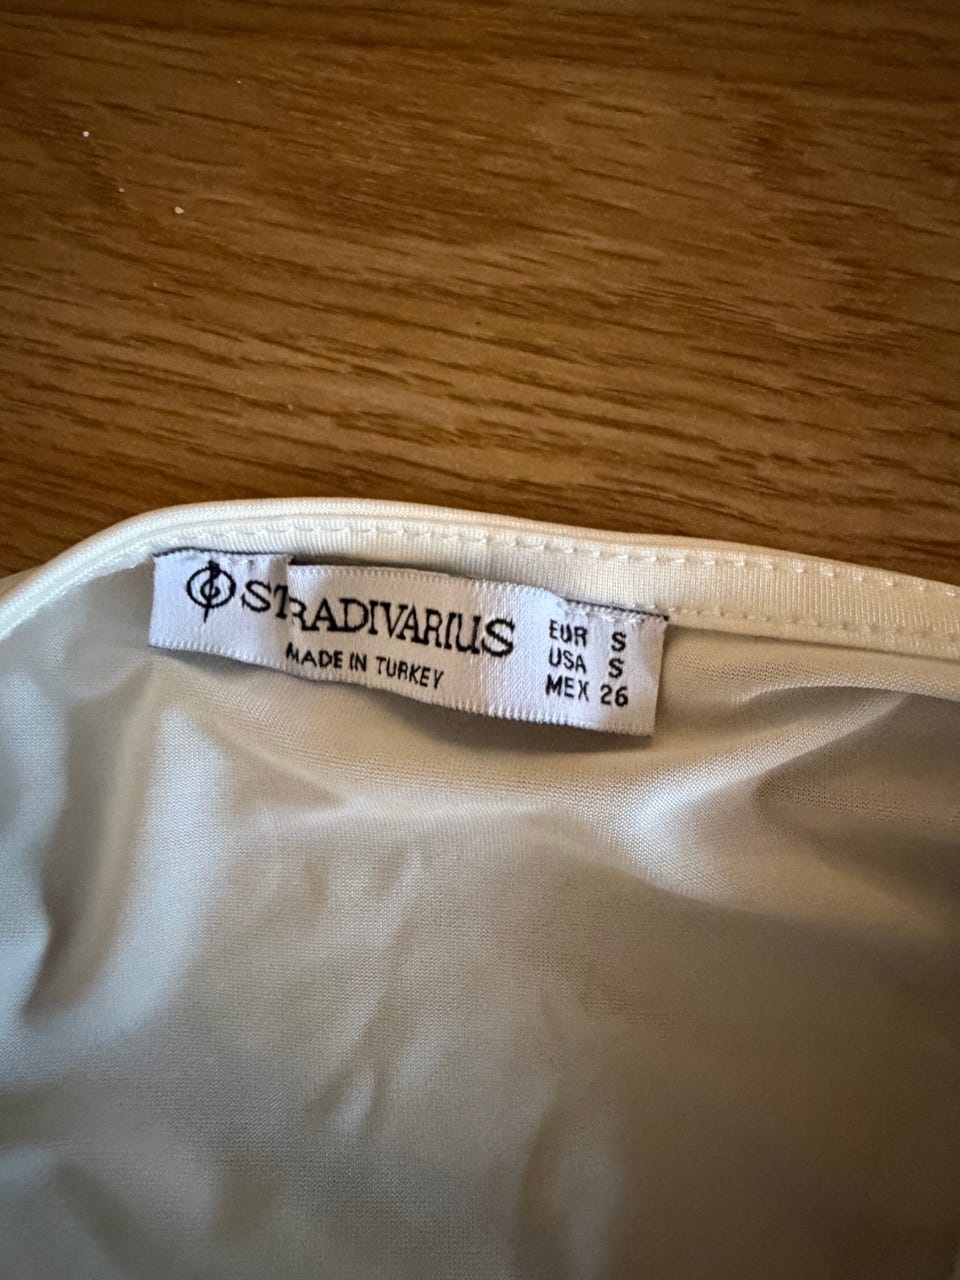 STRADIVARIUS
MADE IN TURKEY
EUR S
USA S
MEX 26